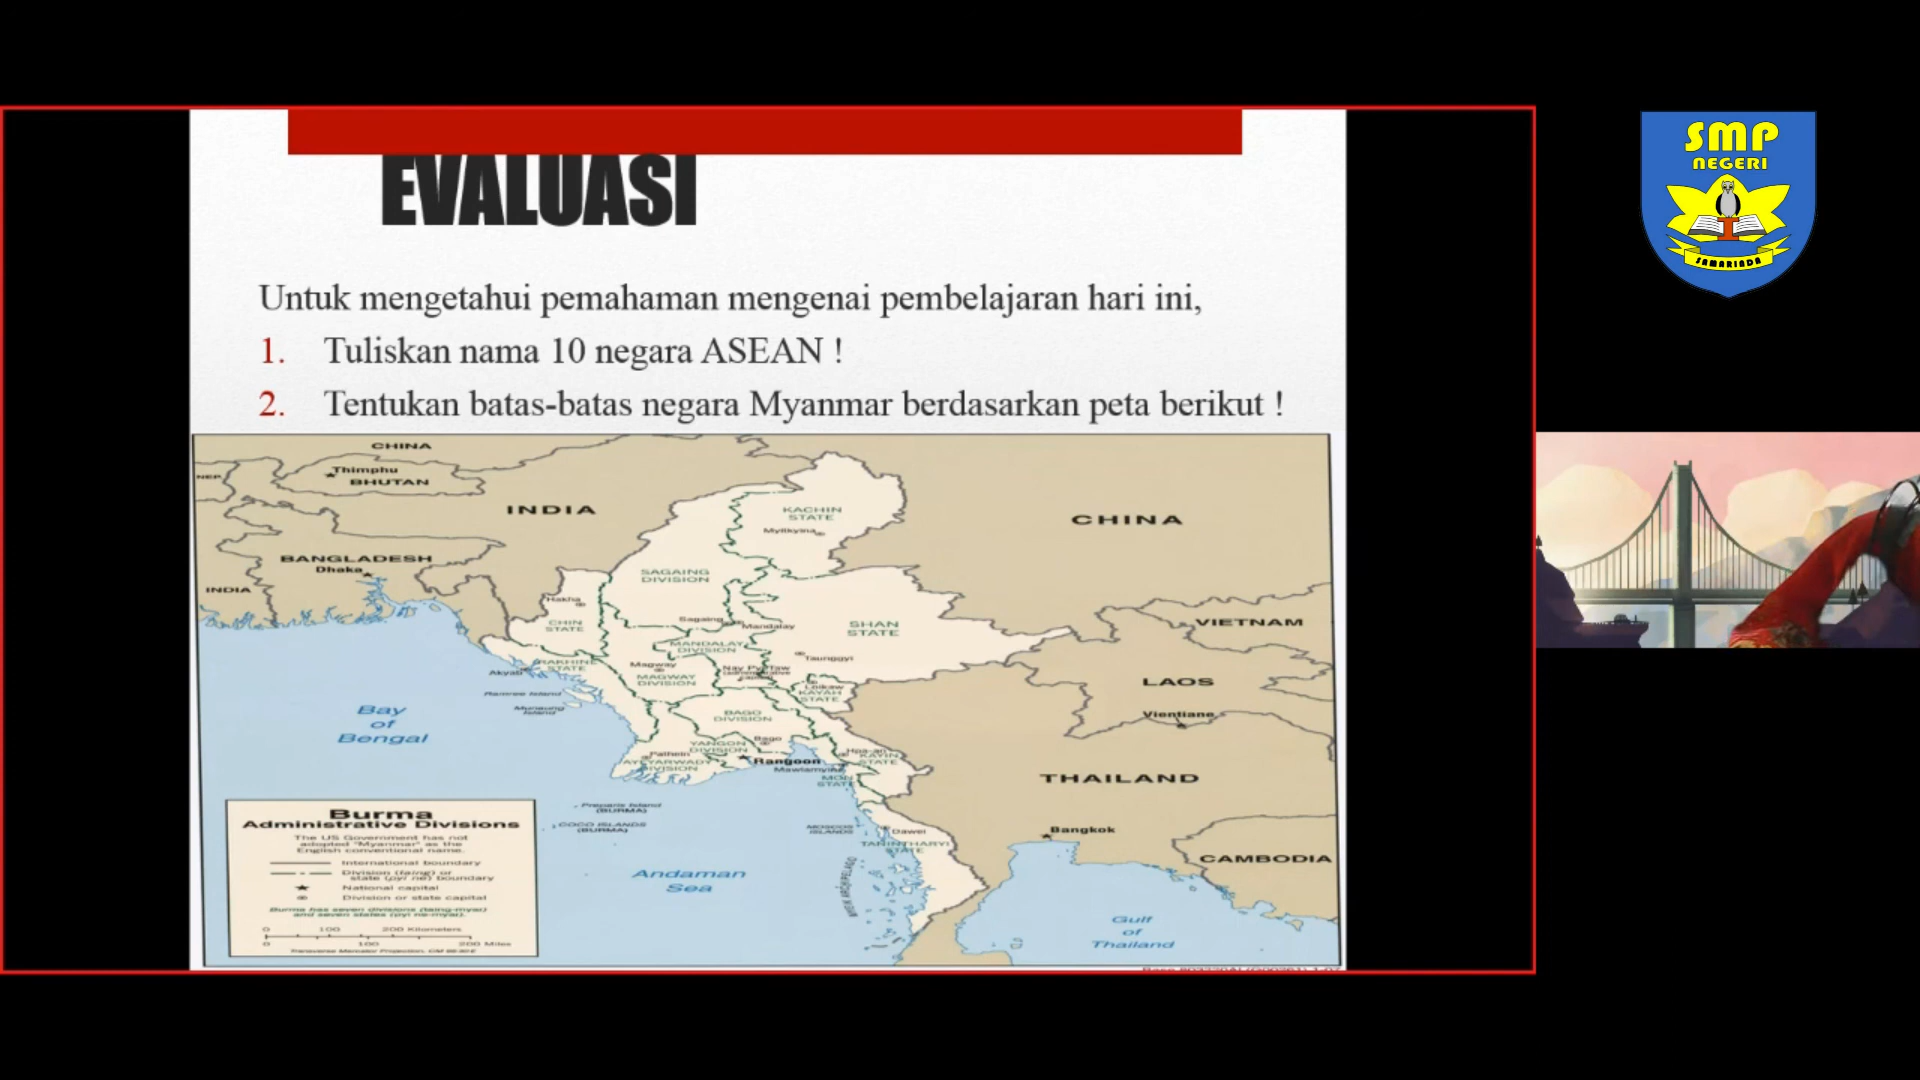 EVALUASI
Untuk mengetahui pemahaman mengenai pembelajaran hari ini,
1. Tuliskan nama 10 negara ASEAN !
2. Tentukan batas-batas negara Myanmar berdasarkan peta berikut !
SMP
NEGERI
1
SAMARINDA
CHINA
Thimphu
NEP.
BHUTAN
INDIA
KACHIN
STATE
Myitkyina
CHINA
BANGLADESH
Dhaka
SAGAING
DIVISION
INDIA
Hakha
CHIN
STATE
Sagaing
Mandalay
SHAN
STATE
VIETNAM
MANDALAY
DIVISION
RAKHINE
STATE
Magway
Nay Pyi Taw
(administrative
capital)
Taunggyi
Akyab
MAGWAY
DIVISION
Loikaw
KAYAH
STATE
LAOS
Ramree Island
Munaung
Island
Vientiane
Bay
of
Bengal
BAGO
DIVISION
Bago
YANGON
DIVISION
Pathein
AYEYARWADY
DIVISION
Rangoon
Hpa-an
KAYIN
STATE
Mawlamyine
MON
STATE
THAILAND
Preparis Island
(BURMA)
COCO ISLANDS
(BURMA)
MOSCOS
ISLANDS
Dawei
TANINTHARYI
STATE
Bangkok
CAMBODIA
Andaman
Sea
Gulf
of
Thailand
Burma
Administrative Divisions
The US Government has not
adopted "Myanmar" as the
English conventional name.
International boundary
Division (taing) or
state (pyi ne) boundary
National capital
Division or state capital
Burma has seven divisions (taing-myar)
and seven states (pyi ne-myar).
0 100 200 Kilometers
0 100 200 Miles